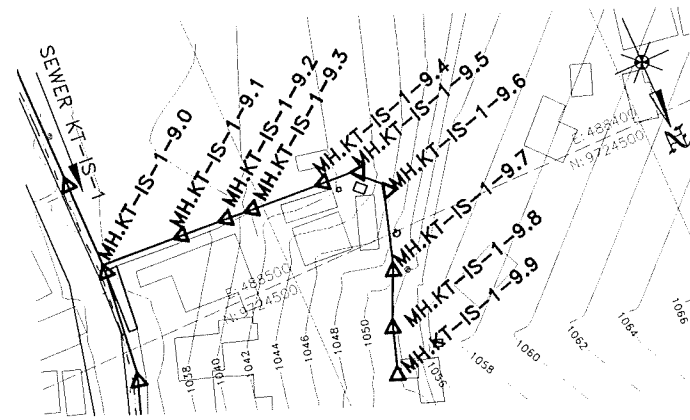 SEWER KT-IS-1
MH.KT-IS-1-9.0
MH.KT-IS-1-9.1
MH.KT-IS-1-9.2
MH.KT-IS-1-9.3
MH.KT-IS-1-9.4
MH.KT-IS-1-9.5
MH.KT-IS-1-9.6
MH.KT-IS-1-9.7
MH.KT-IS-1-9.8
MH.KT-IS-1-9.9
E:488400
N:9724500
E:488500
N:9724500
1038
1040
1042
1044
1046
1048
1050
1056
1058
1060
1062
1064
1066